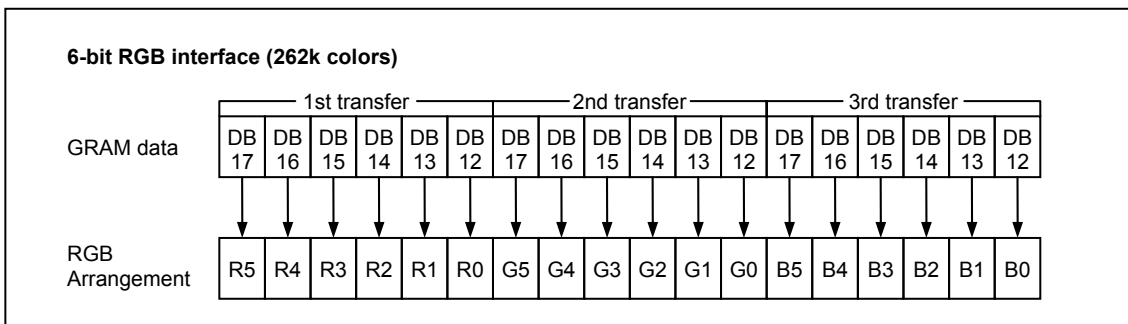 6-bit RGB interface (262k colors)
1st transfer 2nd transfer 3rd transfer
GRAM data
DB DB DB DB DB DB DB DB DB DB DB DB DB DB DB DB DB DB
17 16 15 14 13 12 17 16 15 14 13 12 17 16 15 14 13 12
RGB
Arrangement
R5 R4 R3 R2 R1 R0 G5 G4 G3 G2 G1 G0 B5 B4 B3 B2 B1 B0